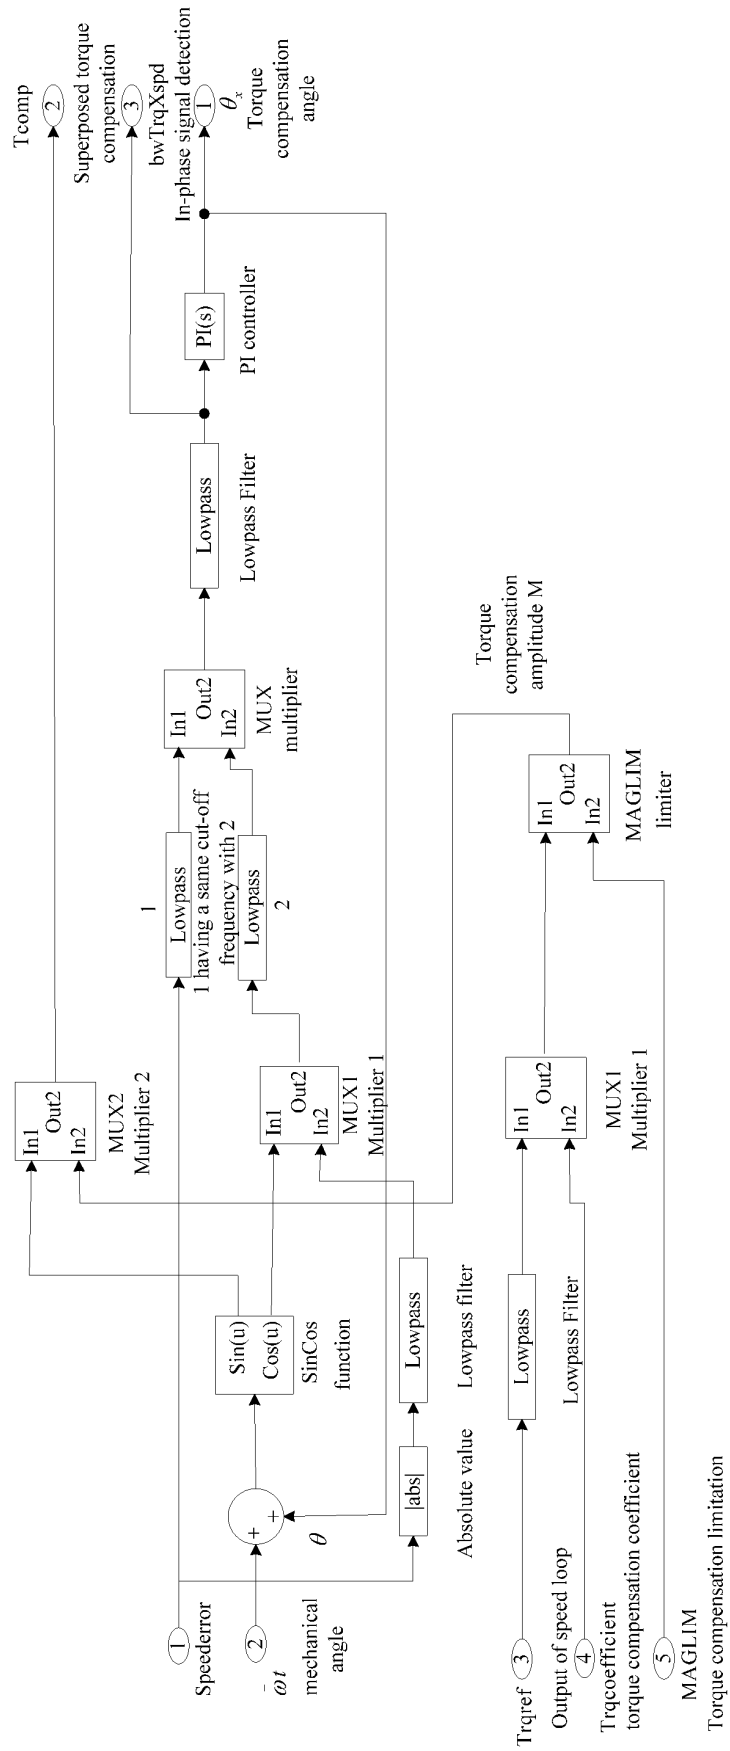 1
Speederror
2
ω̄t
mechanical
angle
+
+
θ
Sin(u)
Cos(u)
SinCos
function
|abs|
Absolute value
Lowpass
Lowpass filter
In1
Out2
In2
MUX2
Multiplier 2
In1
Out2
In2
MUX1
Multiplier 1
1
Lowpass
1 having a same cut-off
frequency with 2
Lowpass
2
In1
Out2
In2
MUX
multiplier
Lowpass
Lowpass Filter
PI(s)
PI controller
Tcomp
2
Superposed torque
compensation
3
bwTrqXspd
In-phase signal detection
1
θx
Torque
compensation
angle
Trqref
3
Output of speed loop
4
Trqcoefficient
torque compensation coefficient
5
MAGLIM
Torque compensation limitation
Lowpass
Lowpass Filter
In1
Out2
In2
MUX1
Multiplier 1
In1
Out2
In2
MAGLIM
limiter
Torque
compensation
amplitude M